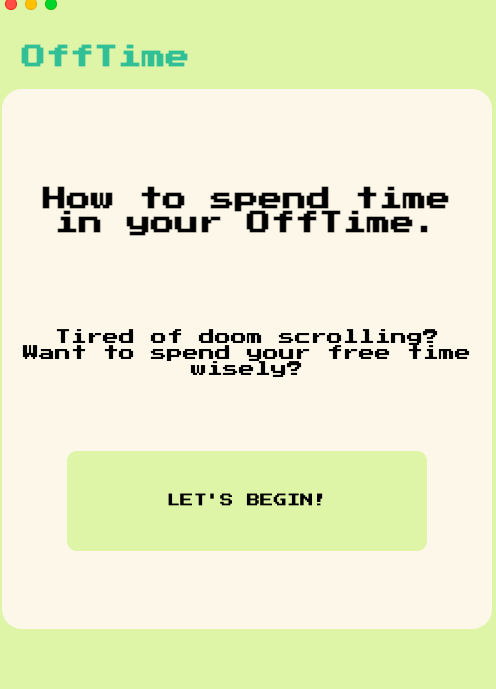 OffTime
How to spend time
in your OffTime.
Tired of doom scrolling?
Want to spend your free time
wisely?
LET'S BEGIN!